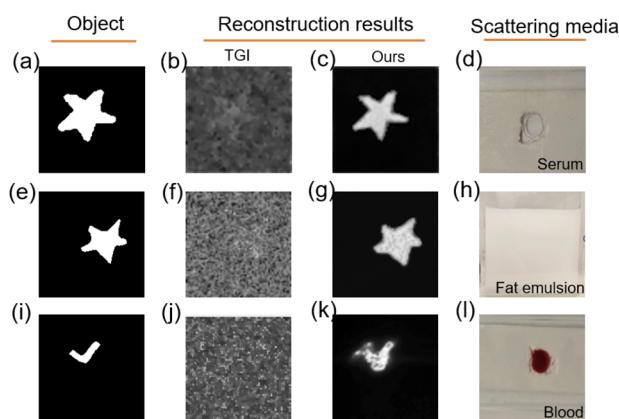 Object
Reconstruction results
Scattering media
TGI
Ours
(a)
(b)
(c)
(d)
Serum
(e)
(f)
(g)
(h)
Fat emulsion
(i)
(j)
(k)
(l)
Blood